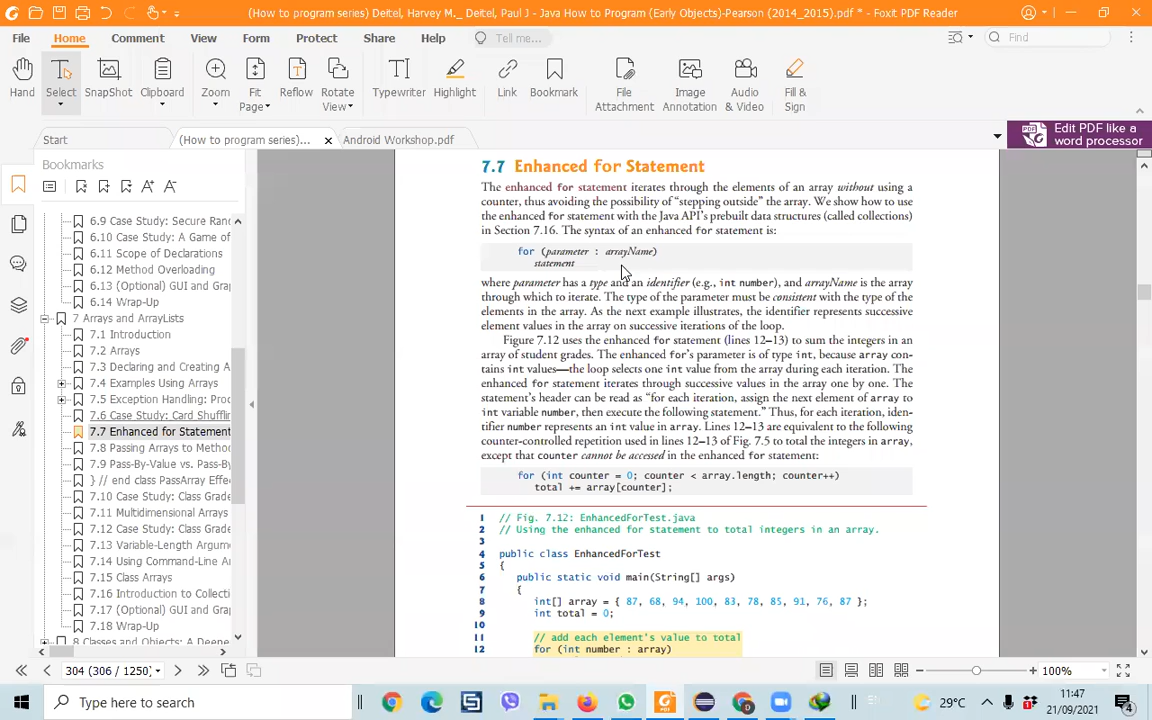 (How to program series) Deitel, Harvey M._ Deitel, Paul J - Java How to Program (Early Objects)-Pearson (2014_2015).pdf * - Foxit PDF Reader
File Home Comment View Form Protect Share Help Tell me... Find
Hand Select SnapShot Clipboard Zoom Fit Page Reflow Rotate View Typewriter Highlight Link Bookmark File Attachment Image Annotation Audio & Video Fill & Sign
Start (How to program series)... Android Workshop.pdf Edit PDF like a word processor
Bookmarks
6.9 Case Study: Secure Ran
6.10 Case Study: A Game of
6.11 Scope of Declarations
6.12 Method Overloading
6.13 (Optional) GUI and Grap
6.14 Wrap-Up
7 Arrays and ArrayLists
7.1 Introduction
7.2 Arrays
7.3 Declaring and Creating A
7.4 Examples Using Arrays
7.5 Exception Handling: Proc
7.6 Case Study: Card Shufflin
7.7 Enhanced for Statement
7.8 Passing Arrays to Metho
7.9 Pass-By-Value vs. Pass-By
} // end class PassArray Effe
7.10 Case Study: Class Grade
7.11 Multidimensional Arrays
7.12 Case Study: Class Grade
7.13 Variable-Length Argum
7.14 Using Command-Line Ar
7.15 Class Arrays
7.16 Introduction to Collecti
7.17 (Optional) GUI and Grap
7.18 Wrap-Up
8 Classes and Objects: A Deepe
7.7 Enhanced for Statement
The enhanced for statement iterates through the elements of an array without using a
counter, thus avoiding the possibility of “stepping outside” the array. We show how to use
the enhanced for statement with the Java API’s prebuilt data structures (called collections)
in Section 7.16. The syntax of an enhanced for statement is:
for (parameter : arrayName)
statement
where parameter has a type and an identifier (e.g., int number), and arrayName is the array
through which to iterate. The type of the parameter must be consistent with the type of the
elements in the array. As the next example illustrates, the identifier represents successive
element values in the array on successive iterations of the loop.
Figure 7.12 uses the enhanced for statement (lines 12–13) to sum the integers in an
array of student grades. The enhanced for’s parameter is of type int, because array con-
tains int values—the loop selects one int value from the array during each iteration. The
enhanced for statement iterates through successive values in the array one by one. The
statement’s header can be read as “for each iteration, assign the next element of array to
int variable number, then execute the following statement.” Thus, for each iteration, iden-
tifier number represents an int value in array. Lines 12–13 are equivalent to the following
counter-controlled repetition used in lines 12–13 of Fig. 7.5 to total the integers in array,
except that counter cannot be accessed in the enhanced for statement:
for (int counter = 0; counter < array.length; counter++)
total += array[counter];
1 // Fig. 7.12: EnhancedForTest.java
2 // Using the enhanced for statement to total integers in an array.
3
4 public class EnhancedForTest
5 {
6 public static void main(String[] args)
7 {
8 int[] array = { 87, 68, 94, 100, 83, 78, 85, 91, 76, 87 };
9 int total = 0;
10
11 // add each element's value to total
12 for (int number : array)
304 (306 / 1250) 100%
Type here to search 29°C 11:47
21/09/2021 4